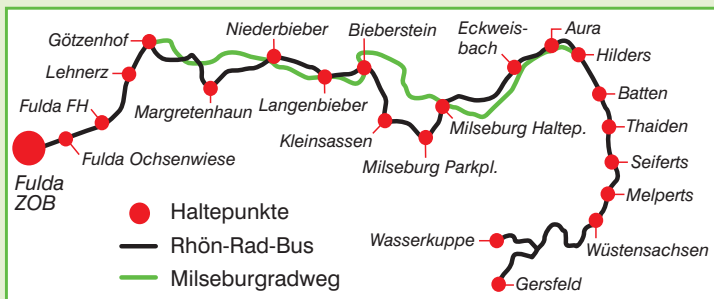 Niederbieber
Bieberstein
Eckweis-
bach
Aura
Götzenhof
Hilders
Lehnerz
Batten
Fulda FH
Margretenhaun
Langenbieber
Milseburg Haltep.
Thaiden
Kleinsassen
Fulda Ochsenwiese
Milseburg Parkpl.
Seiferts
Fulda
ZOB
Melperts
Haltepunkte
Wasserkuppe
Wüstensachsen
Rhön-Rad-Bus
Milseburgradweg
Gersfeld